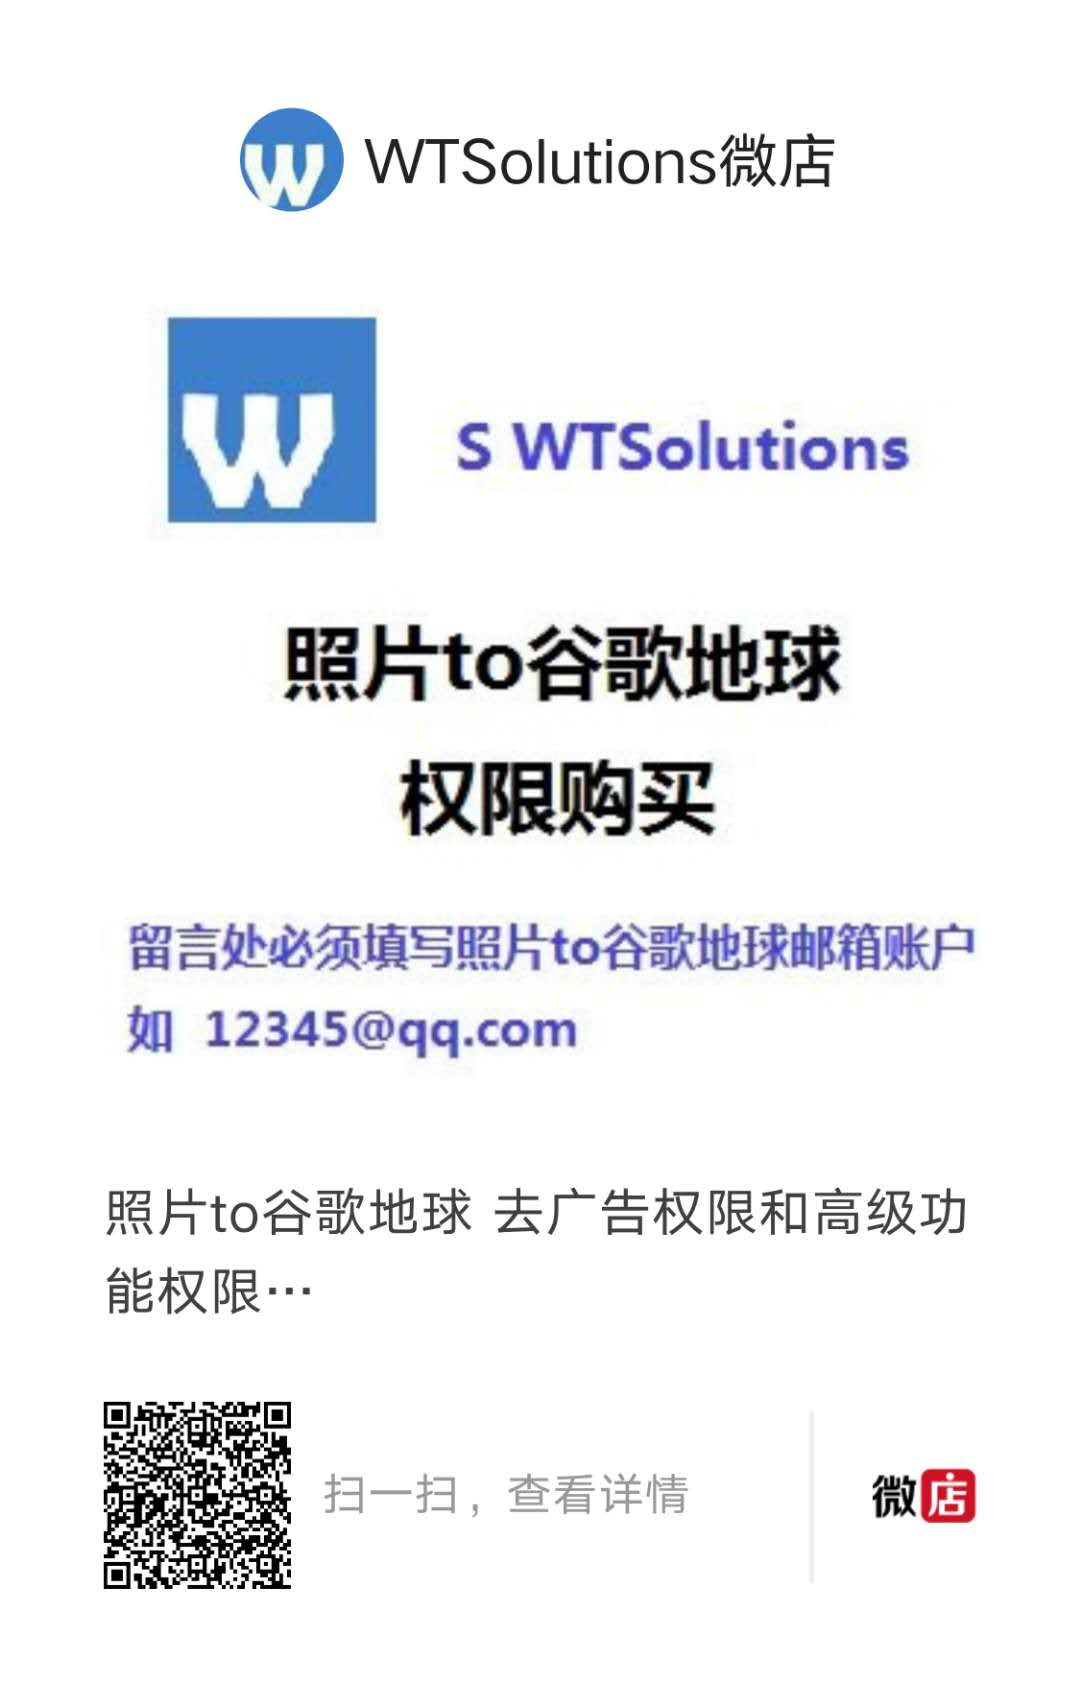 WTSolutions微店
W
S WTSolutions
照片to谷歌地球
权限购买
留言处必须填写照片to谷歌地球邮箱账户
如 12345@qq.com
照片to谷歌地球 去广告权限和高级功
能权限…
扫一扫，查看详情
微店